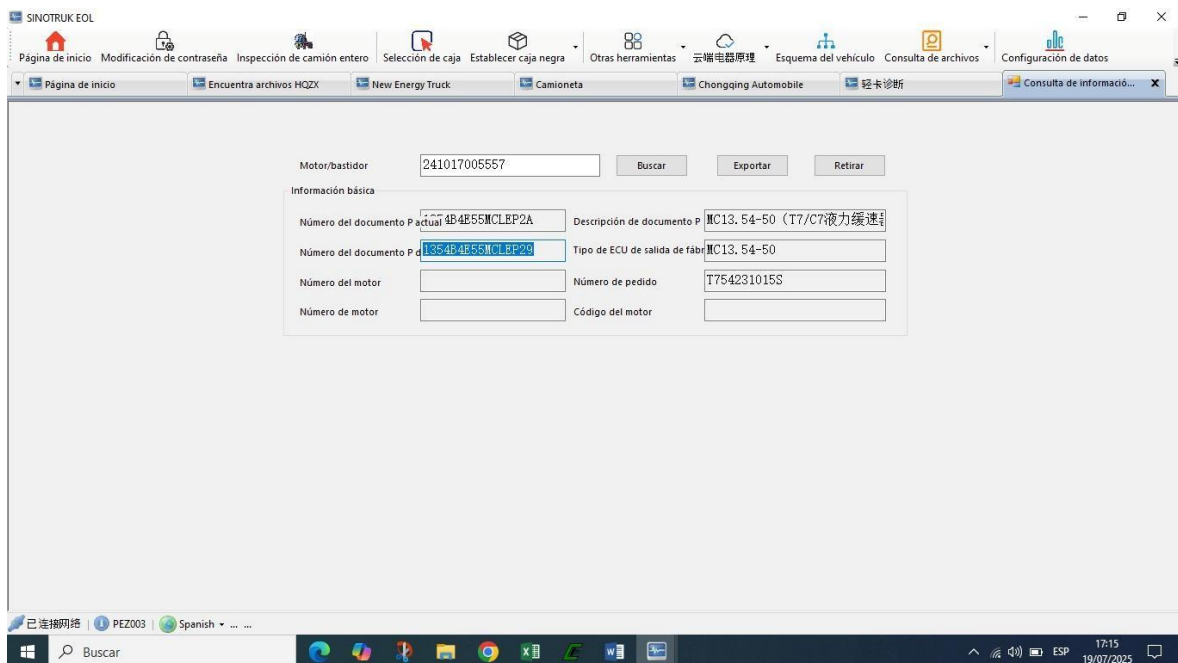 SINOTRUK EOL
Página de inicio Modificación de contraseña Inspección de camión entero Selección de caja Establecer caja negra Otras herramientas 云端电器原理 Esquema del vehículo Consulta de archivos Configuración de datos
Página de inicio Encuentra archivos HQZX New Energy Truck Camioneta Chongqing Automobile 轻卡诊断 Consulta de informació... X
Motor/bastidor 241017005557 Buscar Exportar Retirar
Información básica
Número del documento P actual 4B4E55MCLEP2A Descripción de documento P MC13.54-50 (T7/C7液力缓速
Número del documento P d 1354B4E55MCLEP29 Tipo de ECU de salida de fábr MC13.54-50
Número del motor Número de pedido T754231015S
Número de motor Código del motor
已连接网络 PEZ003 Spanish ... ...
Buscar ESP 17:15
19/07/2025